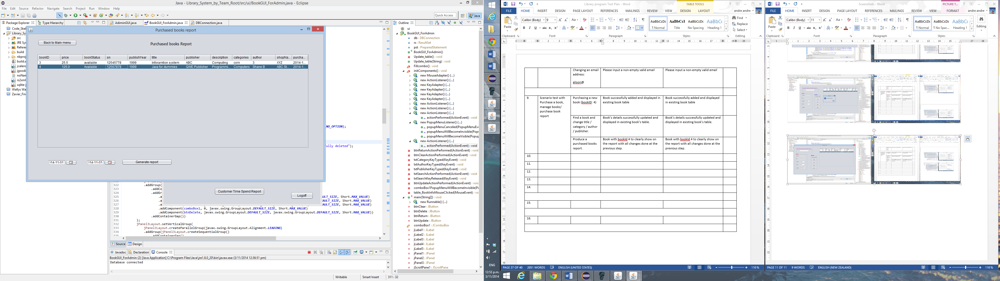 Java - Library_System_by_Team_Root/src/ui/BookGUI_ForAdmin.java - Eclipse
File Edit Source Refactor Navigate Search Project Run Window Help
Quick Access
Java
Package Explorer
Type Hierarchy
AdiminGUI.java
BookGUI_ForAdmin.java
DBConnection.java
Outline
Code_Skel
Library_Sy
src
JRE Sys
Referen
build
nbproj
build.x
jcalenc
jgoodi
noNan
rs2xml
sqlite-j
Wallys Wa
Zavier_Fin
Purchased books report
Back to Main menu
Purchased books Report
bookID price bookStatus sn publishYear title publisher description categories author shopNa... purcha...
3 25.5 available 12545778 1999 Inforamtion system ABC Computing com 3 XYZ 2014-1...
4 125.0 Available 12567878 1999 Java for dummies QWE Publisher Programmi... Computers Shane B ABC St... 2014-1...
)14-11-01
)14-11-03
Generate report
Customer Time Spend Report
Logoff
NO_OPTION);
fully deleted");
322 .addGroup(
323 .addCo
324 .addGr
325 .a AULT_SIZE, Short.MAX_VALUE)
326 .a AULT_SIZE, Short.MAX_VALUE)
327 .a AULT_SIZE, Short.MAX_VALUE)
328 .addComponent(comboBox1, 0, javax.swing.GroupLayout.DEFAULT_SIZE, Short.MAX_VALUE)
329 .addComponent(btnDelete, javax.swing.GroupLayout.DEFAULT_SIZE, javax.swing.GroupLayout.DEFAULT_SIZE, Short.MAX_VALUE))
330 .addContainerGap())
331 );
332 jPanel3Layout.setVerticalGroup(
333 jPanel3Layout.createParallelGroup(javax.swing.GroupLayout.Alignment.LEADING)
334 .addGroup(jPanel3Layout.createSequentialGroup()
335 .addContainerGap()
Source Design
Javadoc Declaration Console
BookGUI_ForAdmin (2) [Java Application] C:\Program Files\Java\jre1.8.0_20\bin\javaw.exe (3/11/2014 12:36:51 pm)
Database connected
Writable Smart Insert 311 : 32
ui
BookGUI_ForAdmin
db : DBConnection
rs : ResultSet
pst : PreparedStatement
BookGUI_ForAdmin()
Update_table() : void
Update_table(String) : void
Fillcombo() : void
initComponents() : void
new MouseAdapter() {...}
new ActionListener() {...}
new KeyAdapter() {...}
new KeyAdapter() {...}
new KeyAdapter() {...}
new KeyAdapter() {...}
new ActionListener() {...}
new ActionListener() {...}
new ActionListener() {...}
actionPerformed(ActionEvent) : void
new PopupMenuListener() {...}
popupMenuCanceled(PopupMenuEve
popupMenuWillBecomeInvisible(Popu
popupMenuWillBecomeVisible(Popup
new ActionListener() {...}
actionPerformed(ActionEvent) : void
btnReturnActionPerformed(ActionEvent) : void
btnClearActionPerformed(ActionEvent) : void
txtCategoryKeyTyped(KeyEvent) : void
txtAuthorKeyTyped(KeyEvent) : void
txtPublisherKeyTyped(KeyEvent) : void
txtSearchActionPerformed(ActionEvent) : void
txtSearchKeyReleased(KeyEvent) : void
btnUpdateActionPerformed(ActionEvent) : voic
comboBox1PopupMenuWillBecomeInvisible(Po
table_BookInfoMouseClicked(MouseEvent) : vo
main(String[]) : void
new Runnable() {...}
btnClear : JButton
btnDelete : JButton
btnReturn : JButton
btnUpdate : JButton
comboBox1 : JComboBox
jLabel1 : JLabel
jLabel2 : JLabel
jLabel3 : JLabel
jLabel4 : JLabel
jLabel5 : JLabel
jPanel1 : JPanel
jPanel2 : JPanel
jPanel3 : JPanel
jScrollPane1 : JScrollPane
ENG
12:53 p.m.
3/11/2014
Library program Test Plan - Word
TABLE TOOLS
FILE HOME INSERT DESIGN PAGE LAYOUT REFERENCES MAILINGS REVIEW VIEW DESIGN LAYOUT
andre andre
Paste
Calibri (Body) 9
AaBbCcDc AaBbCcl AaBbCcDc AaBbCc
¶ Normal Title No Spacing Heading 1
Find
Replace
Select
Clipboard Font Paragraph Styles Editing
Changing an email address:
alison@
Please input a non-empty valid email
Please input a non-empty valid email
9.
Scenario test with
Purchase a book,
manage books/
purchase book
report
Purchasing a new
book (bookID: 4)
Book successfully added and displayed in
existing book table
Book successfully added and displayed
in existing book table
Find a book and
change title /
category / author
/ publisher.
Book's details successfully updated and
displayed in existing book's table.
Book's details successfully updated and
displayed in existing book's table.
Produce a
purchased books
report.
Book with bookId 4 to clearly show on
the report with all changes done at the
previous step.
Book with bookId 4 to clearly show on
the report with all changes done at the
previous step.
10.
11.
12.
13.
14.
15.
16.
PAGE 37 OF 40 2051 WORDS ENGLISH (UNITED STATES) 110 %
Sceenshots - Word
PICTURE T...
FILE HOME INSERT DESIGN PAGE LAYOUT REFERENCES MAILINGS REVIEW VIEW FORMAT
andre andre
Paste
Calibri (Body) 11
AaBbCcDc AaBbCcDc AaBbCc
¶ Normal ¶ No Spac... Heading 1
Editing
Clipboard Font Paragraph Styles
PAGE 11 OF 11 9 WORDS ENGLISH (NEW ZEALAND) 110 %